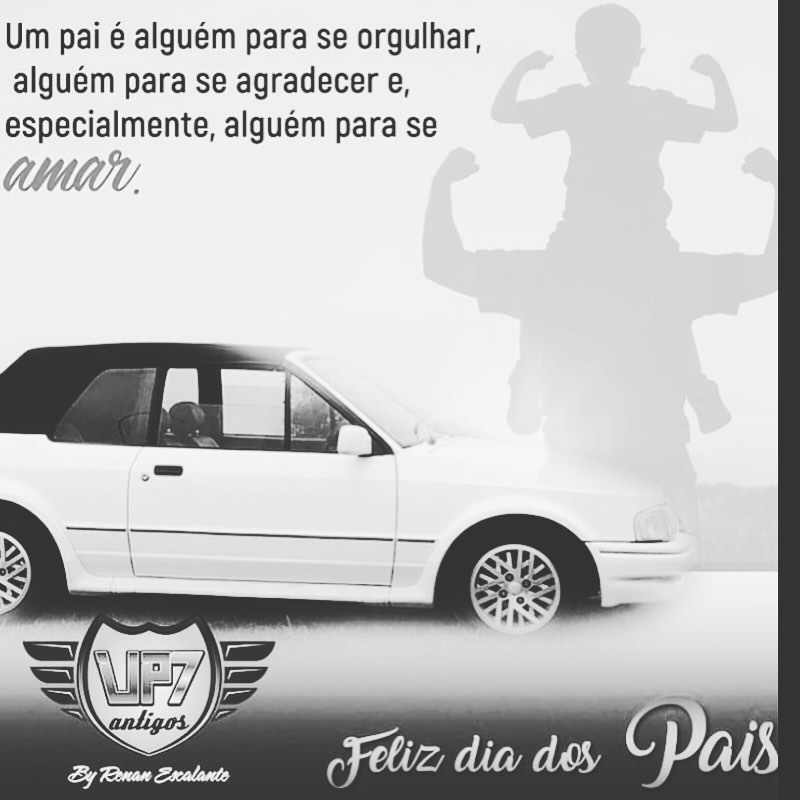 Um pai é alguém para se orgulhar,
alguém para se agradecer e,
especialmente, alguém para se
amar.
VP7
antigos
By Renan Escalante
Feliz dia dos Pais